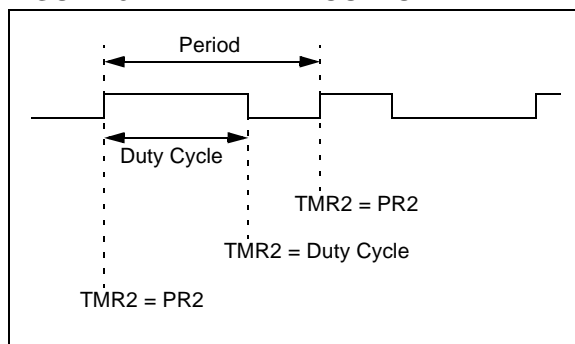 Period
Duty Cycle
TMR2 = PR2
TMR2 = Duty Cycle
TMR2 = PR2